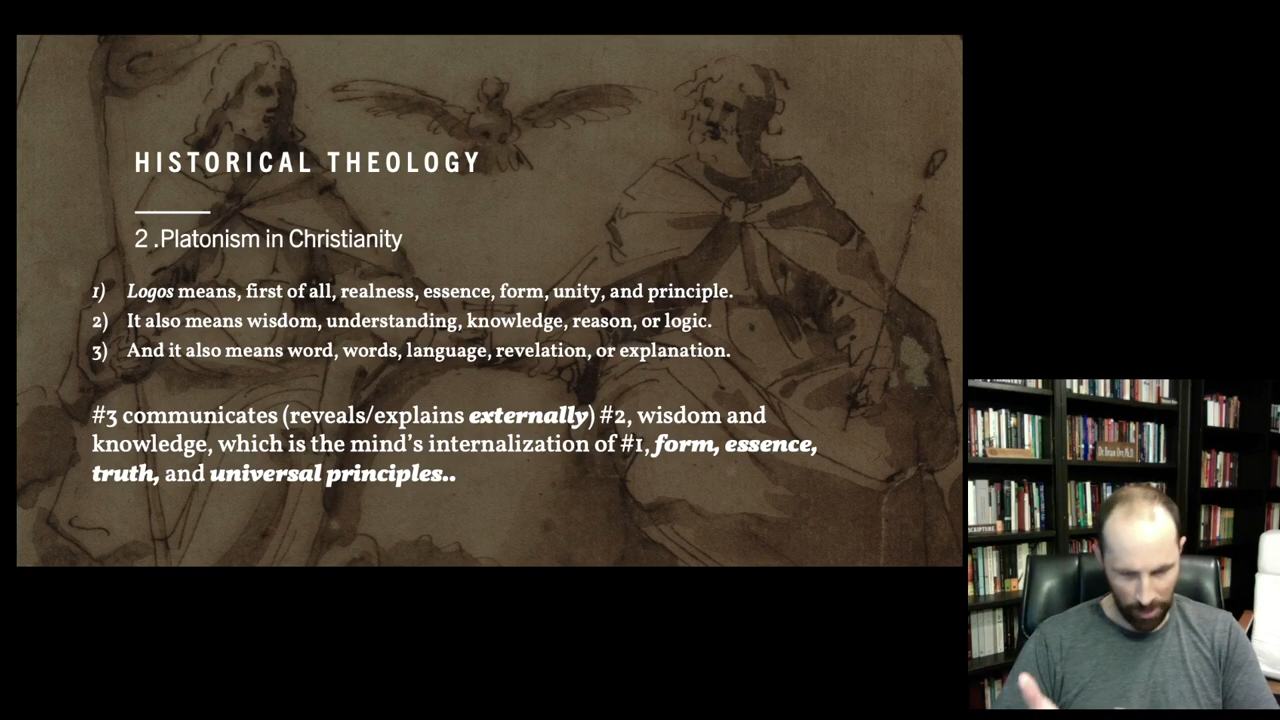 HISTORICAL THEOLOGY
2 .Platonism in Christianity
1) Logos means, first of all, realness, essence, form, unity, and principle.
2) It also means wisdom, understanding, knowledge, reason, or logic.
3) And it also means word, words, language, revelation, or explanation.
#3 communicates (reveals/explains externally) #2, wisdom and
knowledge, which is the mind's internalization of #1, form, essence,
truth, and universal principles..
SCRIPTURE